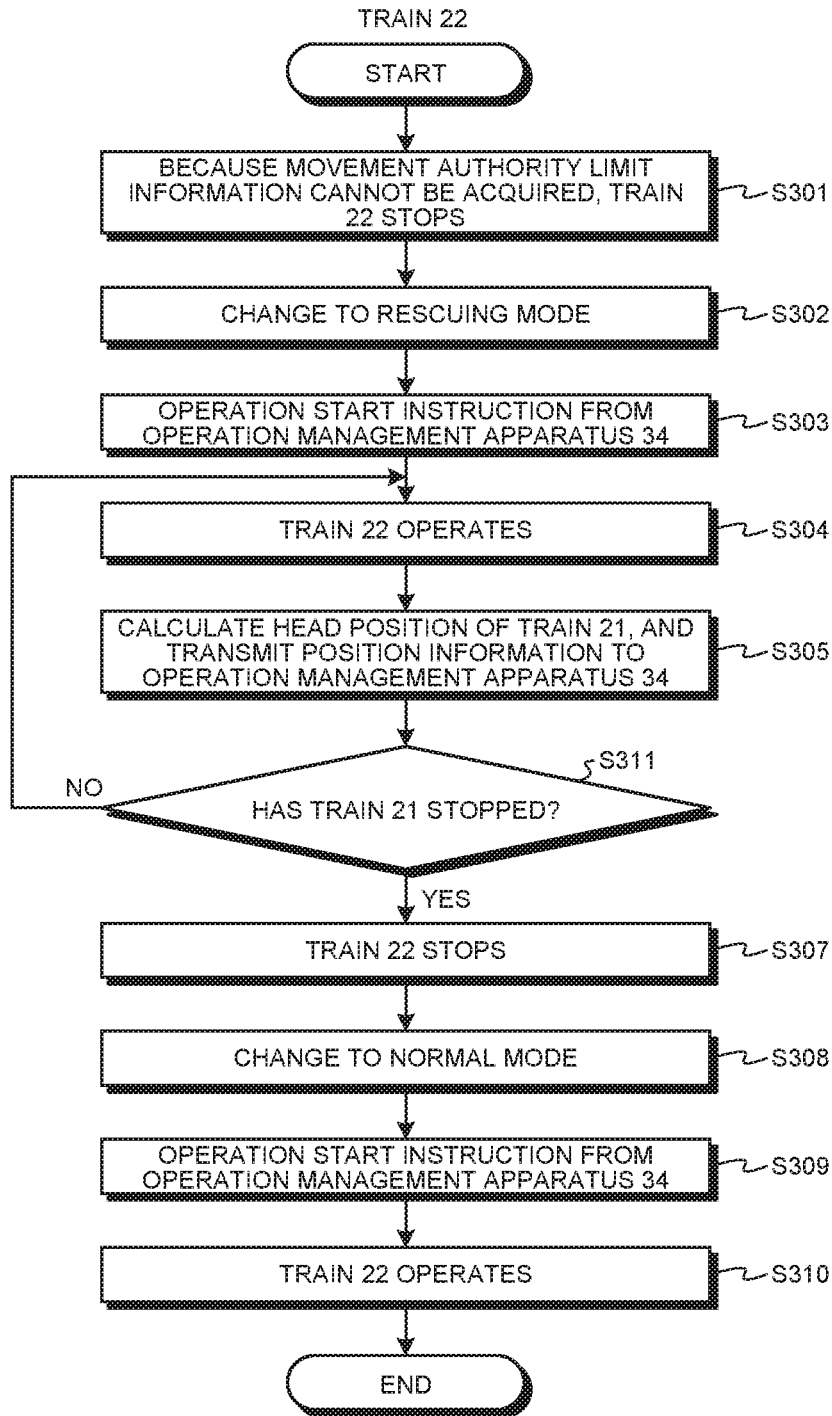 TRAIN 22
START
BECAUSE MOVEMENT AUTHORITY LIMIT
INFORMATION CANNOT BE ACQUIRED, TRAIN
22 STOPS
S301
CHANGE TO RESCUING MODE
S302
OPERATION START INSTRUCTION FROM
OPERATION MANAGEMENT APPARATUS 34
S303
TRAIN 22 OPERATES
S304
CALCULATE HEAD POSITION OF TRAIN 21, AND
TRANSMIT POSITION INFORMATION TO
OPERATION MANAGEMENT APPARATUS 34
S305
S311
NO
HAS TRAIN 21 STOPPED?
YES
TRAIN 22 STOPS
S307
CHANGE TO NORMAL MODE
S308
OPERATION START INSTRUCTION FROM
OPERATION MANAGEMENT APPARATUS 34
S309
TRAIN 22 OPERATES
S310
END